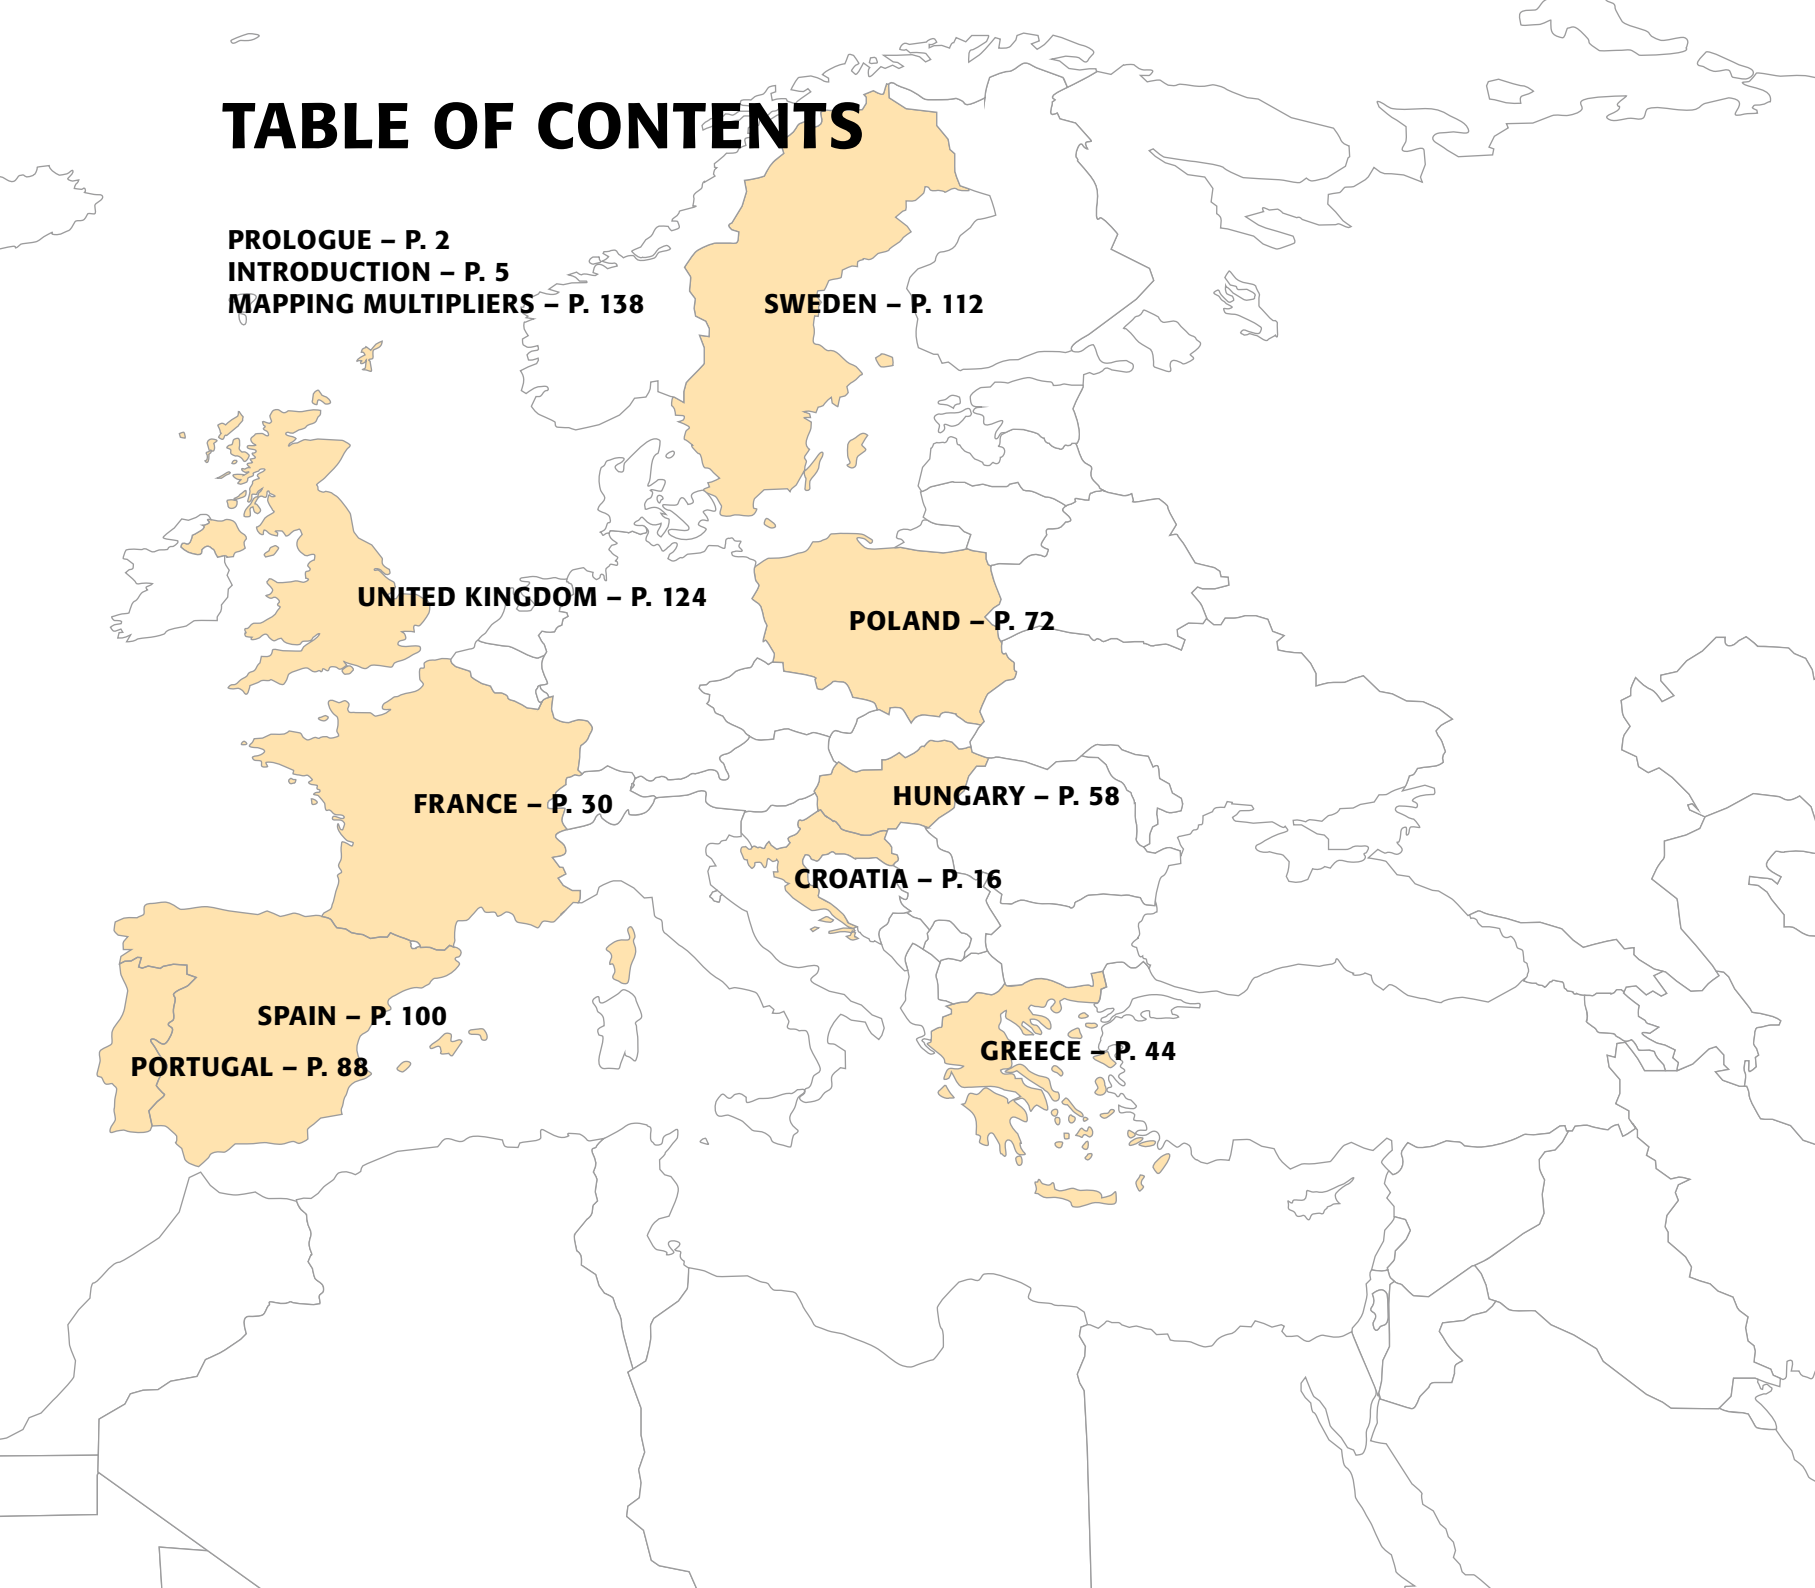 TABLE OF CONTENTS
PROLOGUE – P. 2
INTRODUCTION – P. 5
MAPPING MULTIPLIERS – P. 138
SWEDEN – P. 112
UNITED KINGDOM – P. 124
POLAND – P. 72
HUNGARY – P. 58
FRANCE – P. 30
CROATIA – P. 16
SPAIN – P. 100
GREECE – P. 44
PORTUGAL – P. 88